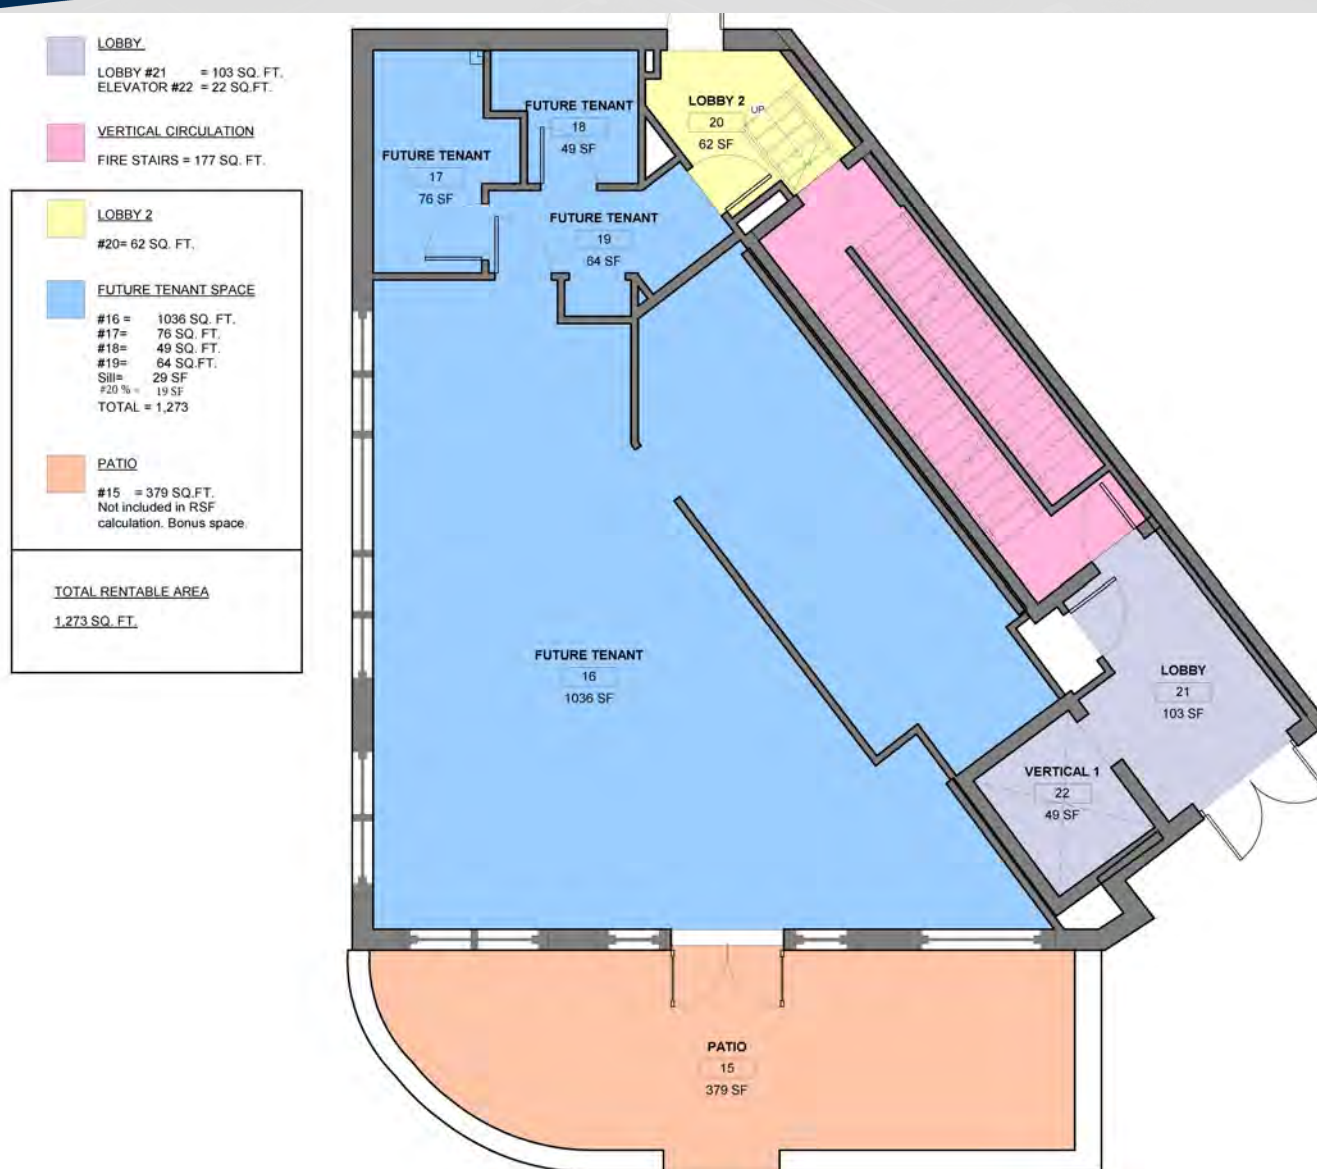 LOBBY
LOBBY #21 = 103 SQ. FT.
ELEVATOR #22 = 22 SQ.FT.
VERTICAL CIRCULATION
FIRE STAIRS = 177 SQ. FT.
LOBBY 2
#20= 62 SQ. FT.
FUTURE TENANT SPACE
#16 = 1036 SQ. FT.
#17= 76 SQ. FT.
#18= 49 SQ. FT.
#19= 64 SQ.FT.
Sill= 29 SF
#20 % = 19 SF
TOTAL = 1,273
PATIO
#15 = 379 SQ.FT.
Not included in RSF
calculation. Bonus space
TOTAL RENTABLE AREA
1,273 SQ. FT.
FUTURE TENANT
17
76 SF
FUTURE TENANT
18
49 SF
LOBBY 2
20
62 SF
UP
FUTURE TENANT
19
64 SF
FUTURE TENANT
16
1036 SF
LOBBY
21
103 SF
VERTICAL 1
22
49 SF
PATIO
15
379 SF